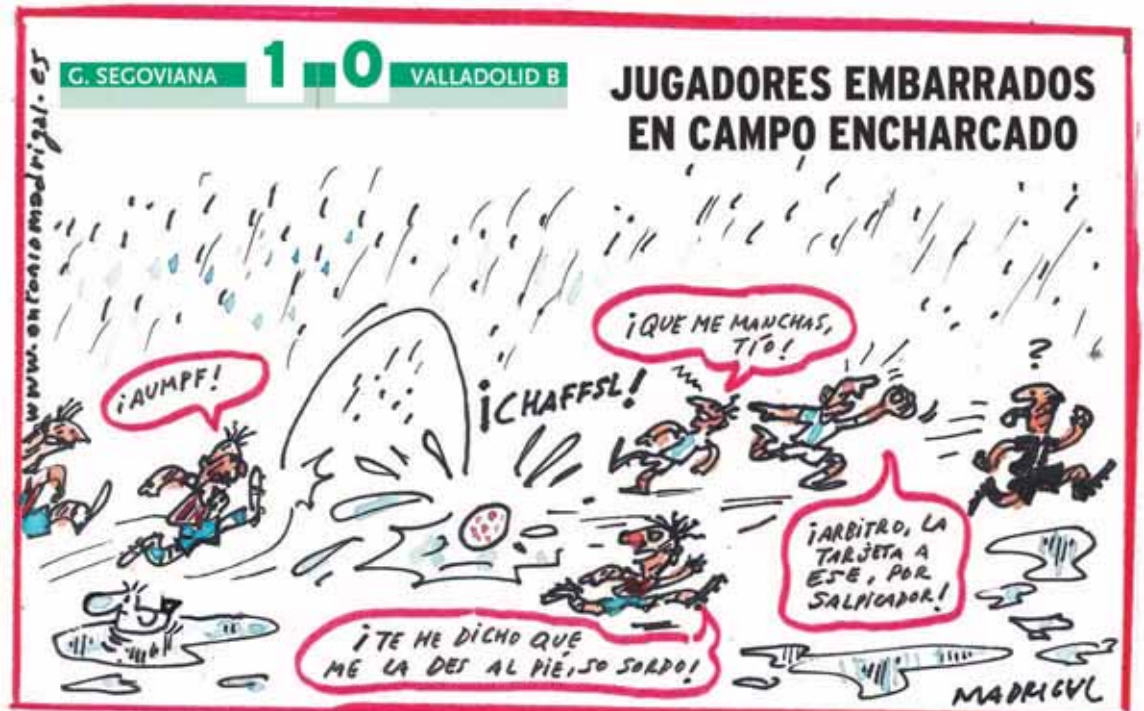 www.antoniomadrigal.es
G. SEGOVIANA 1 0 VALLADOLID B
JUGADORES EMBARRADOS
EN CAMPO ENCHARCADO
¡AUMPF!
¡CHAFFSL!
¡QUE ME MANCHAS,
TÍO!
?
¡ARBITRO, LA
TARJETA A
ESE, POR
SALPICADOR!
¡TE HE DICHO QUE
ME LA DES AL PIE, SO SORDO!
MADRIGAL